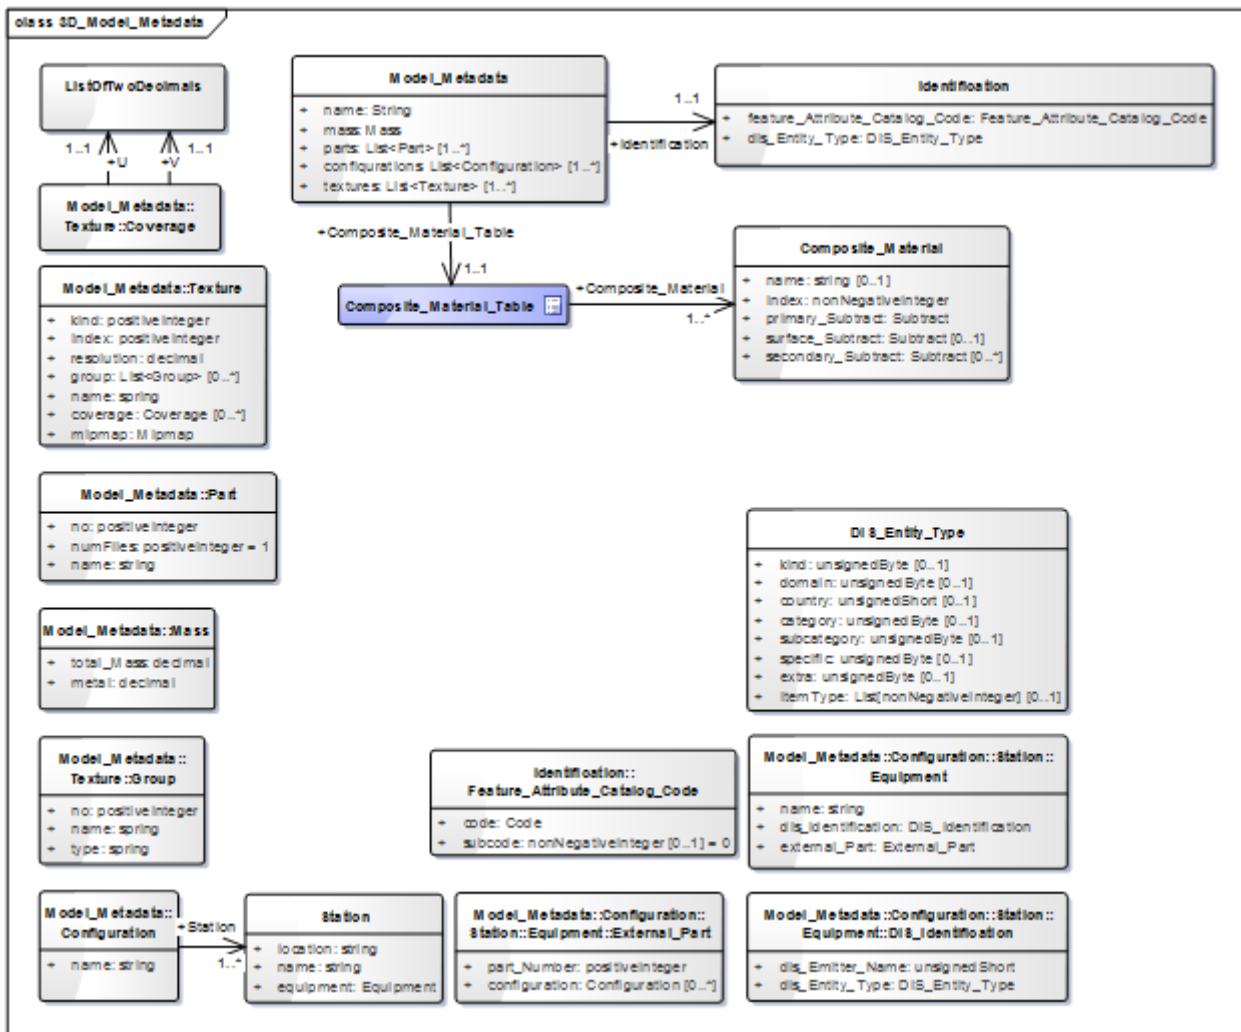 class 3D_Model_Metadata
ListOfTwoDecimals
1..1
1..1
+U
+V
Model_Metadata::
Texture::Coverage
Model_Metadata
+ name: String
+ mass: Mass
+ parts: List<Part> [1..*]
+ configurations: List<Configuration> [1..*]
+ textures: List<Texture> [1..*]
1..1
+Identification
Identification
+ feature_Attribute_Catalog_Code: Feature_Attribute_Catalog_Code
+ dis_Entity_Type: DIS_Entity_Type
+Composite_Material_Table
1..1
Composite_Material_Table
+Composite_Material
1..*
Composite_Material
+ name: string [0..1]
+ index: nonNegativeInteger
+ primary_Subtract: Subtract
+ surface_Subtract: Subtract [0..1]
+ secondary_Subtract: Subtract [0..*]
Model_Metadata::Texture
+ kind: positiveInteger
+ index: positiveInteger
+ resolution: decimal
+ group: List<Group> [0..*]
+ name: spring
+ coverage: Coverage [0..*]
+ mipmap: Mipmap
Model_Metadata::Part
+ no: positiveInteger
+ numFiles: positiveInteger = 1
+ name: string
DIS_Entity_Type
+ kind: unsignedByte [0..1]
+ domain: unsignedByte [0..1]
+ country: unsignedShort [0..1]
+ category: unsignedByte [0..1]
+ subcategory: unsignedByte [0..1]
+ specific: unsignedByte [0..1]
+ extra: unsignedByte [0..1]
+ itemType: List[nonNegativeInteger] [0..1]
Model_Metadata::Mass
+ total_Mass: decimal
+ metal: decimal
Model_Metadata::
Texture::Group
+ no: positiveInteger
+ name: spring
+ type: spring
Identification::
Feature_Attribute_Catalog_Code
+ code: Code
+ subcode: nonNegativeInteger [0..1] = 0
Model_Metadata::Configuration::Station::
Equipment
+ name: string
+ dis_Identification: DIS_Identification
+ external_Part: External_Part
Model_Metadata::
Configuration
+ name: string
+Station
1..*
Station
+ location: string
+ name: string
+ equipment: Equipment
Model_Metadata::Configuration::
Station::Equipment::External_Part
+ part_Number: positiveInteger
+ configuration: Configuration [0..*]
Model_Metadata::Configuration::Station::
Equipment::DIS_Identification
+ dis_Emitter_Name: unsignedShort
+ dis_Entity_Type: DIS_Entity_Type